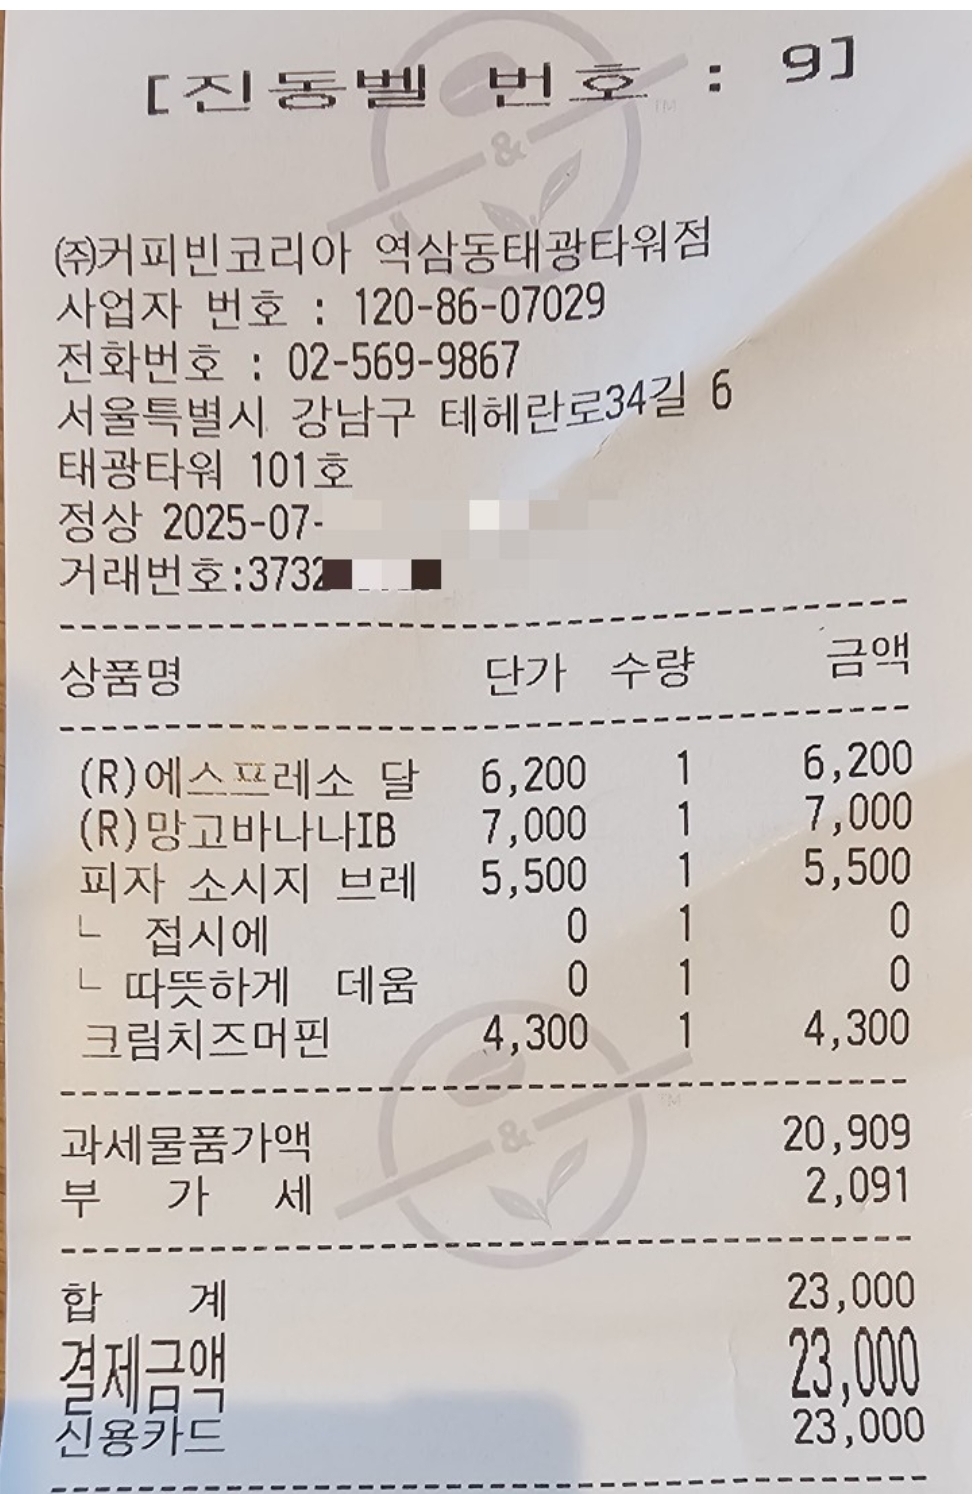 [진동벨 번호 : 9]
㈜커피빈코리아 역삼동태광타워점
사업자 번호 : 120-86-07029
전화번호 : 02-569-9867
서울특별시 강남구 테헤란로34길 6
태광타워 101호
정상 2025-07-
거래번호:3732
상품명 단가 수량 금액
(R)에스프레소 달 6,200 1 6,200
(R)망고바나나IB 7,000 1 7,000
피자 소시지 브레 5,500 1 5,500
└ 접시에 0 1 0
└ 따뜻하게 데움 0 1 0
크림치즈머핀 4,300 1 4,300
과세물품가액 20,909
부 가 세 2,091
합 계 23,000
결제금액 23,000
신용카드 23,000